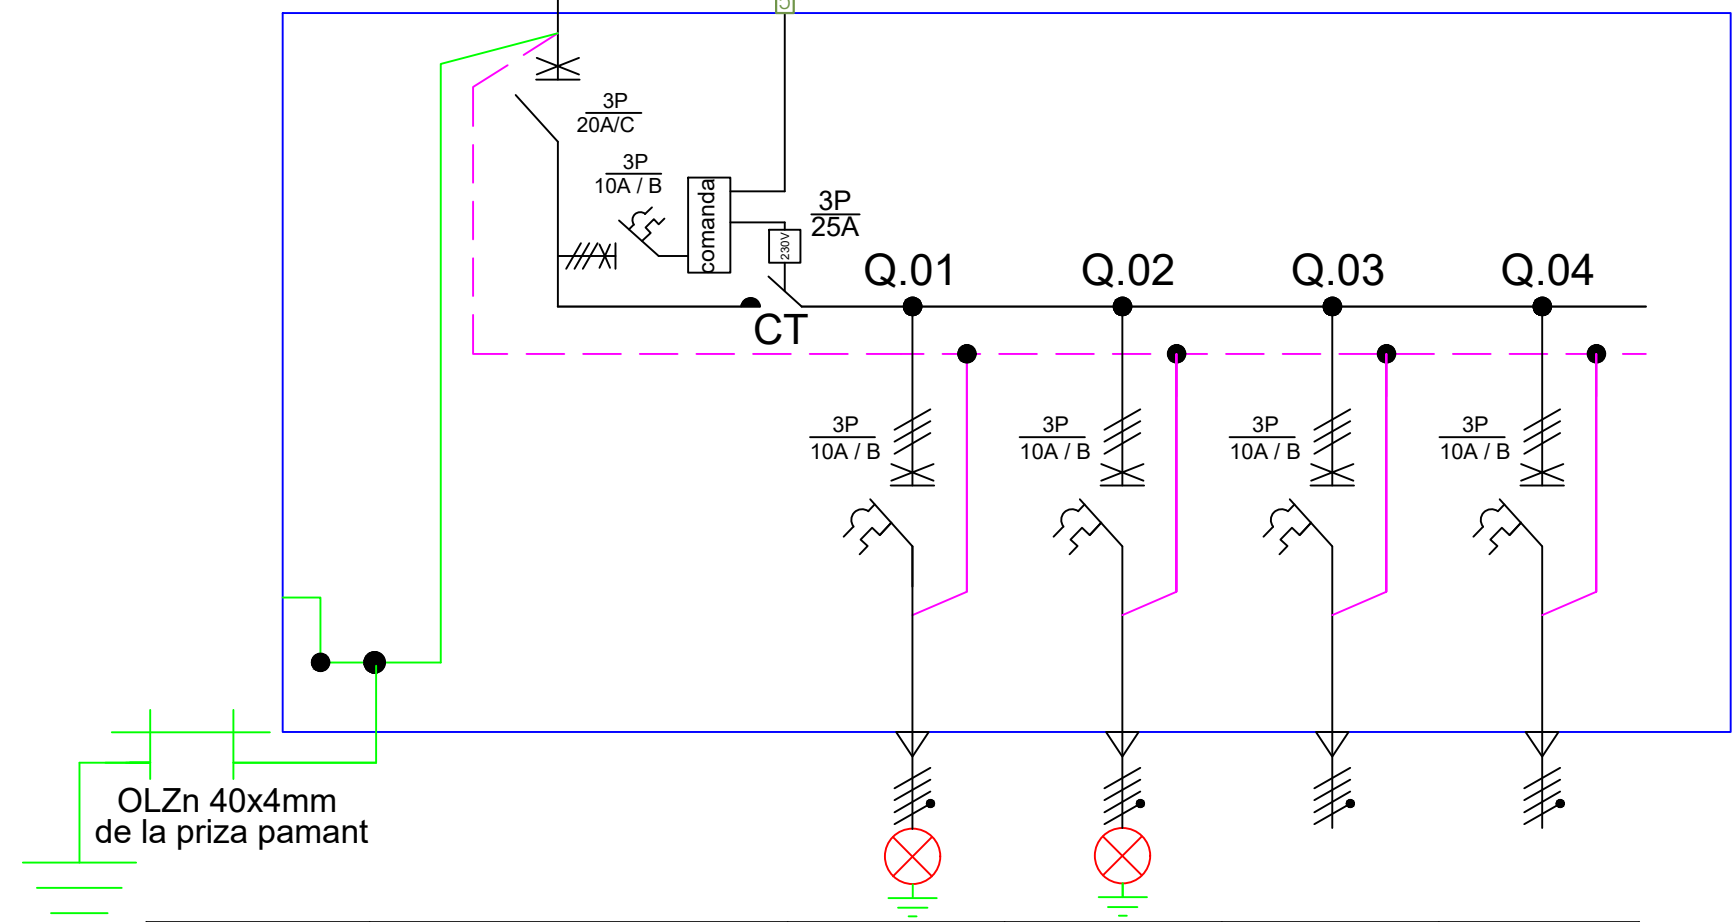 3P
20A/C
3P
10A / B
comanda
230V
3P
25A
CT
Q.01
Q.02
Q.03
Q.04
3P
10A / B
3P
10A / B
3P
10A / B
3P
10A / B
OLZn 40x4mm
de la priza pamant